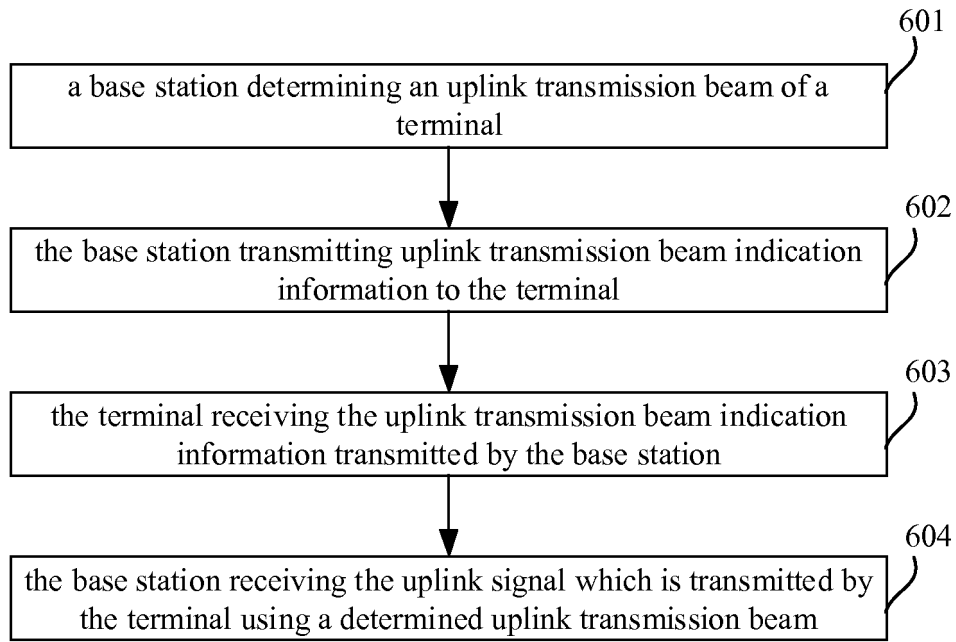 601
a base station determining an uplink transmission beam of a
terminal
602
the base station transmitting uplink transmission beam indication
information to the terminal
603
the terminal receiving the uplink transmission beam indication
information transmitted by the base station
604
the base station receiving the uplink signal which is transmitted by
the terminal using a determined uplink transmission beam